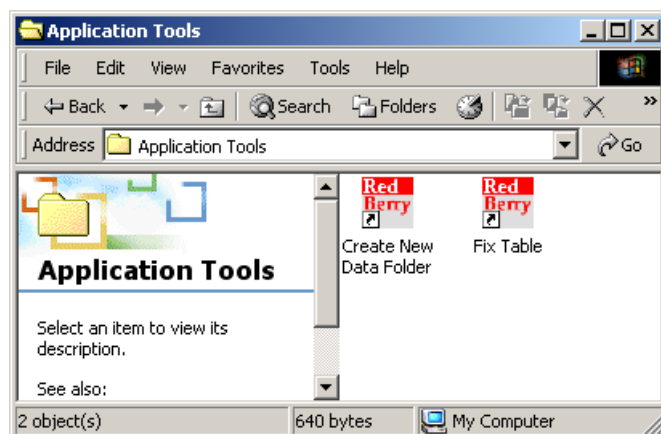 Application Tools
File Edit View Favorites Tools Help
Back Search Folders »
Address Application Tools Go
Red Berry
Create New Data Folder
Red Berry
Fix Table
Application Tools
Select an item to view its
description.
See also:
2 object(s) 640 bytes My Computer